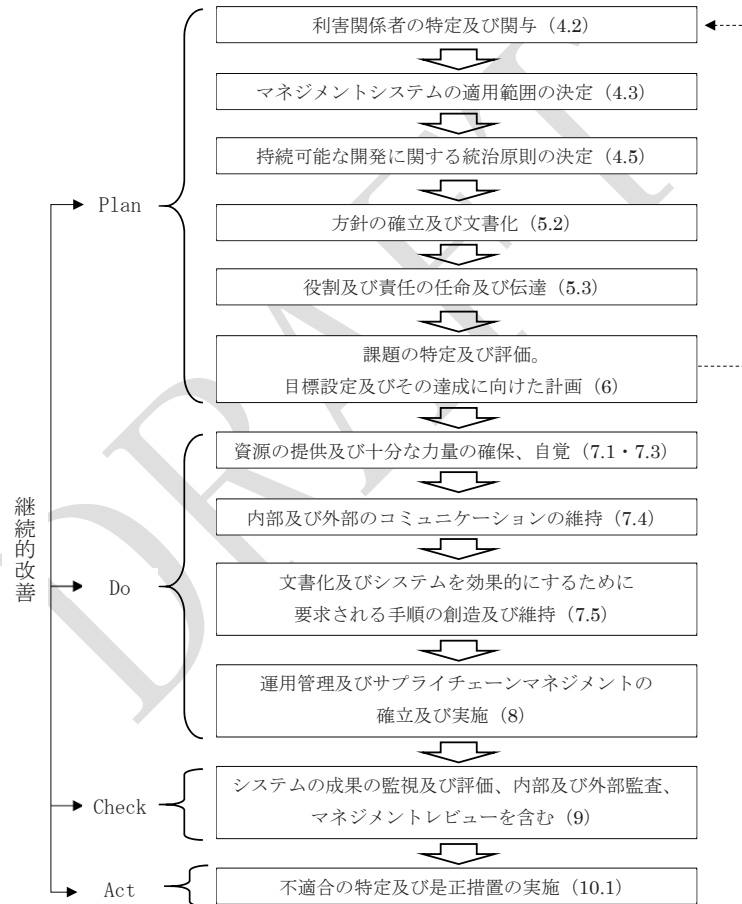 利害関係者の特定及び関与（4.2）
マネジメントシステムの適用範囲の決定（4.3）
持続可能な開発に関する統治原則の決定（4.5）
Plan
方針の確立及び文書化（5.2）
役割及び責任の任命及び伝達（5.3）
課題の特定及び評価。
目標設定及びその達成に向けた計画（6）
資源の提供及び十分な力量の確保、自覚（7.1・7.3）
内部及び外部のコミュニケーションの維持（7.4）
継続的改善
Do
文書化及びシステムを効果的にするために
要求される手順の創造及び維持（7.5）
運用管理及びサプライチェーンマネジメントの
確立及び実施（8）
Check
システムの成果の監視及び評価、内部及び外部監査、
マネジメントレビューを含む（9）
Act
不適合の特定及び是正措置の実施（10.1）
DRAFT